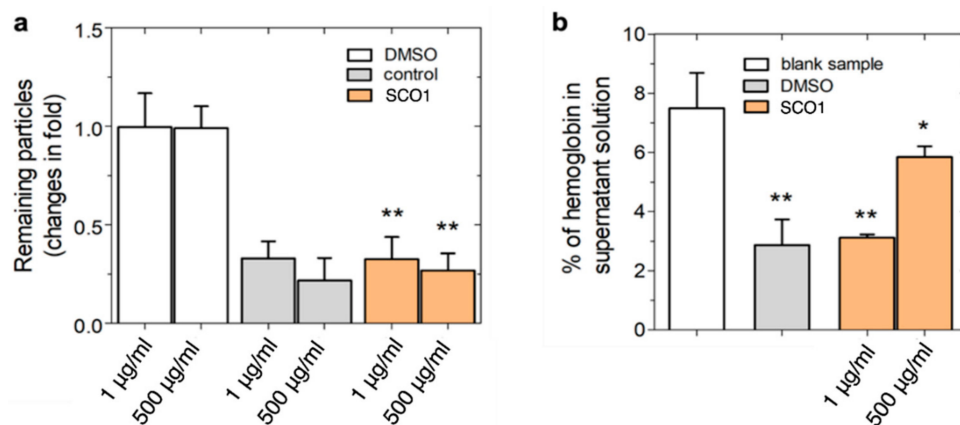 a
Remaining particles
(changes in fold)
1.5
1.0
0.5
0.0
DMSO
control
SCO1
**
**
1 µg/ml
500 µg/ml
1 µg/ml
500 µg/ml
1 µg/ml
500 µg/ml
b
% of hemoglobin in
supernatant solution
10
8
6
4
2
0
blank sample
DMSO
SCO1
**
**
*
1 µg/ml
500 µg/ml